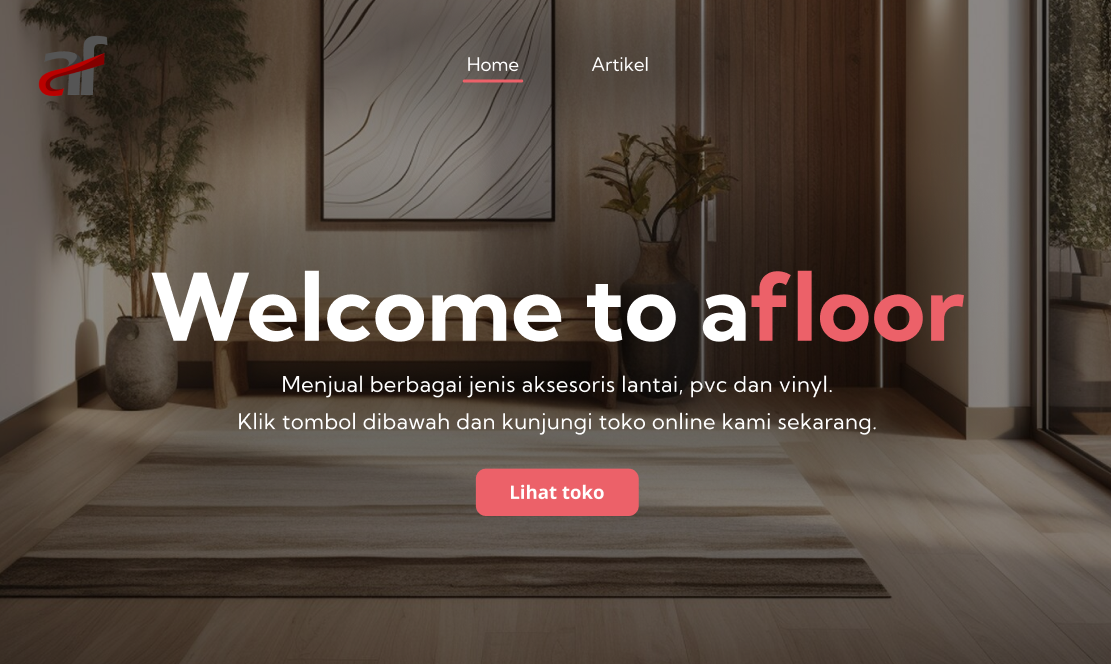 af
Home
Artikel
Welcome to afloor
Menjual berbagai jenis aksesoris lantai, pvc dan vinyl.
Klik tombol dibawah dan kunjungi toko online kami sekarang.
Lihat toko